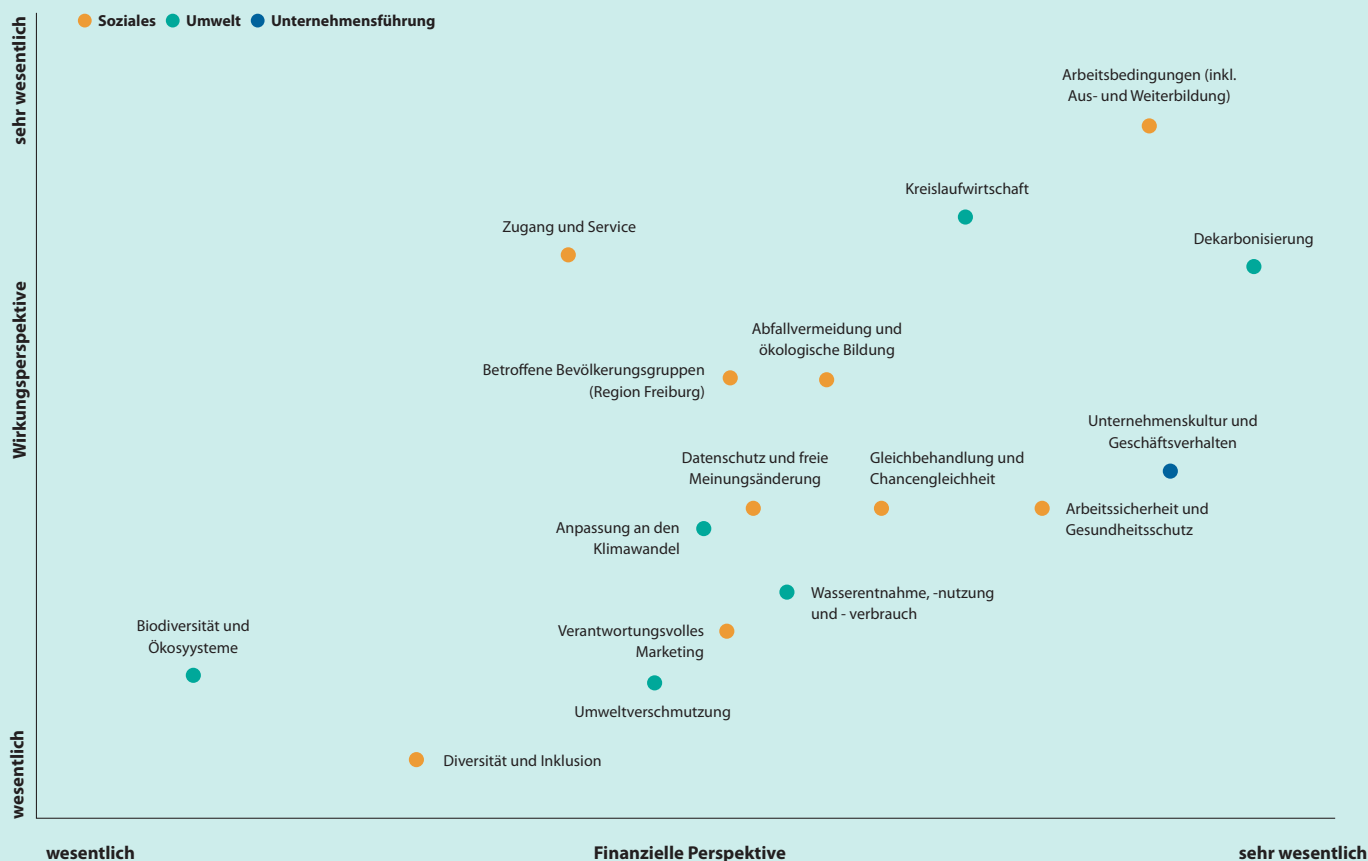 Soziales Umwelt Unternehmensführung
sehr wesentlich
Wirkungsperspektive
wesentlich
Arbeitsbedingungen (inkl.
Aus- und Weiterbildung)
Kreislaufwirtschaft
Zugang und Service
Dekarbonisierung
Abfallvermeidung und
ökologische Bildung
Betroffene Bevölkerungsgruppen
(Region Freiburg)
Unternehmenskultur und
Geschäftsverhalten
Datenschutz und freie
Meinungsänderung
Gleichbehandlung und
Chancengleichheit
Arbeitssicherheit und
Gesundheitsschutz
Anpassung an den
Klimawandel
Wasserentnahme, -nutzung
und - verbrauch
Biodiversität und
Ökosyysteme
Verantwortungsvolles
Marketing
Umweltverschmutzung
Diversität und Inklusion
wesentlich
Finanzielle Perspektive
sehr wesentlich